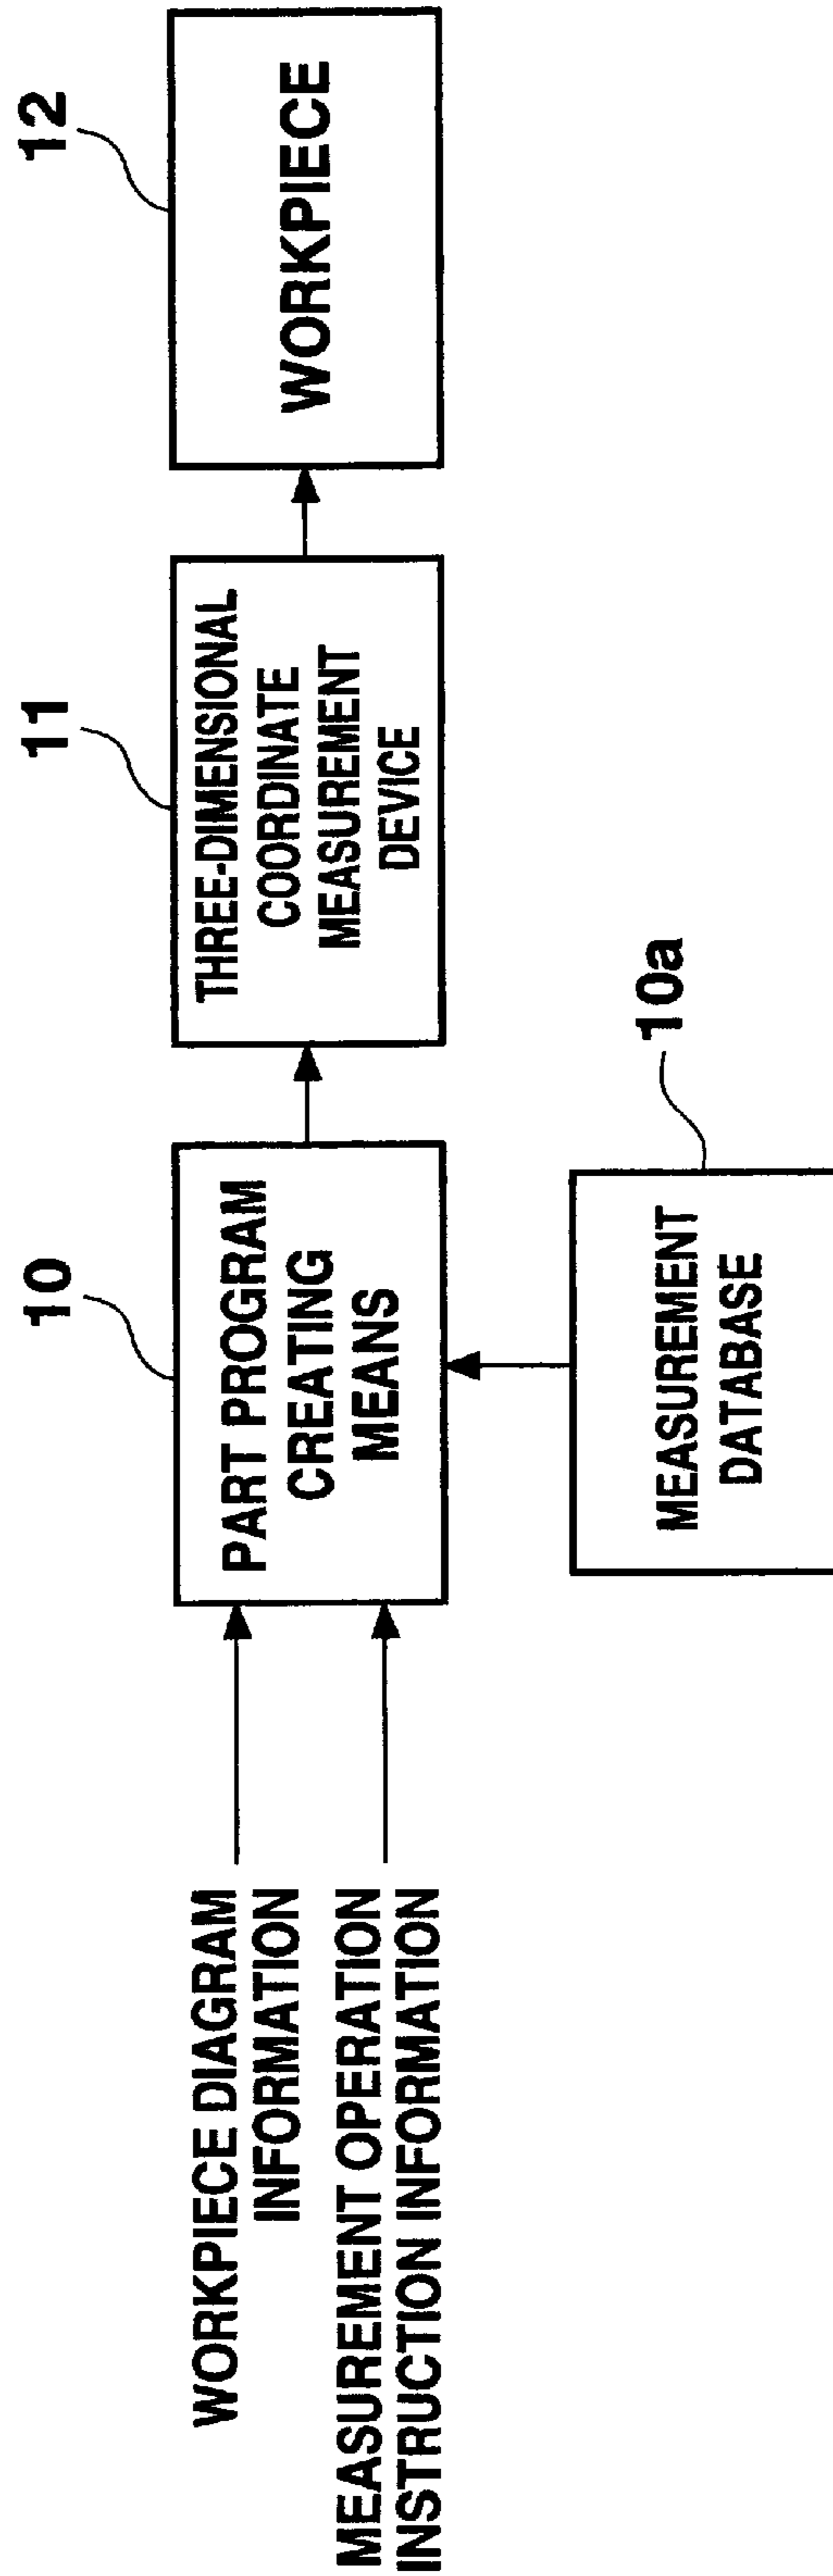 WORKPIECE DIAGRAM
INFORMATION
MEASUREMENT OPERATION
INSTRUCTION INFORMATION
10
PART PROGRAM
CREATING
MEANS
10a
MEASUREMENT
DATABASE
11
THREE-DIMENSIONAL
COORDINATE
MEASUREMENT
DEVICE
12
WORKPIECE